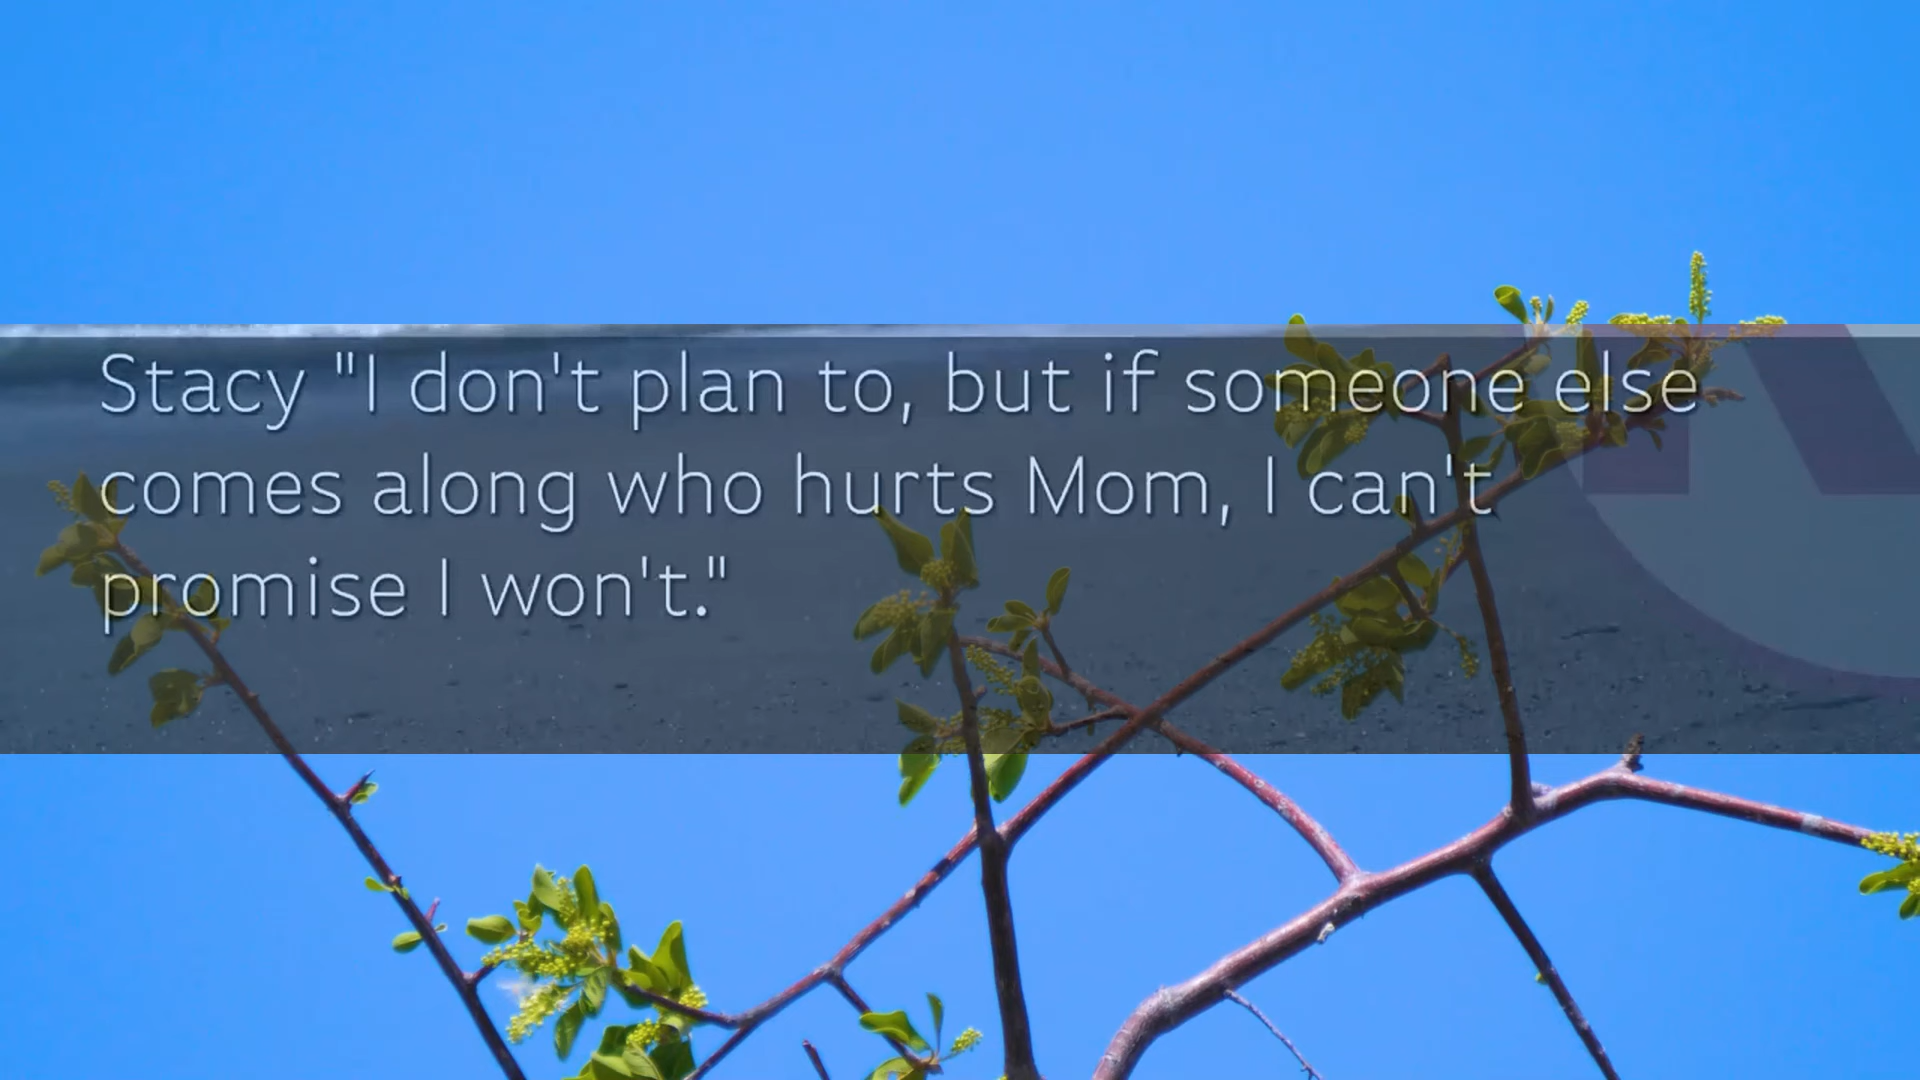 Stacy "I don't plan to, but if someone else
comes along who hurts Mom, I can't
promise I won't."